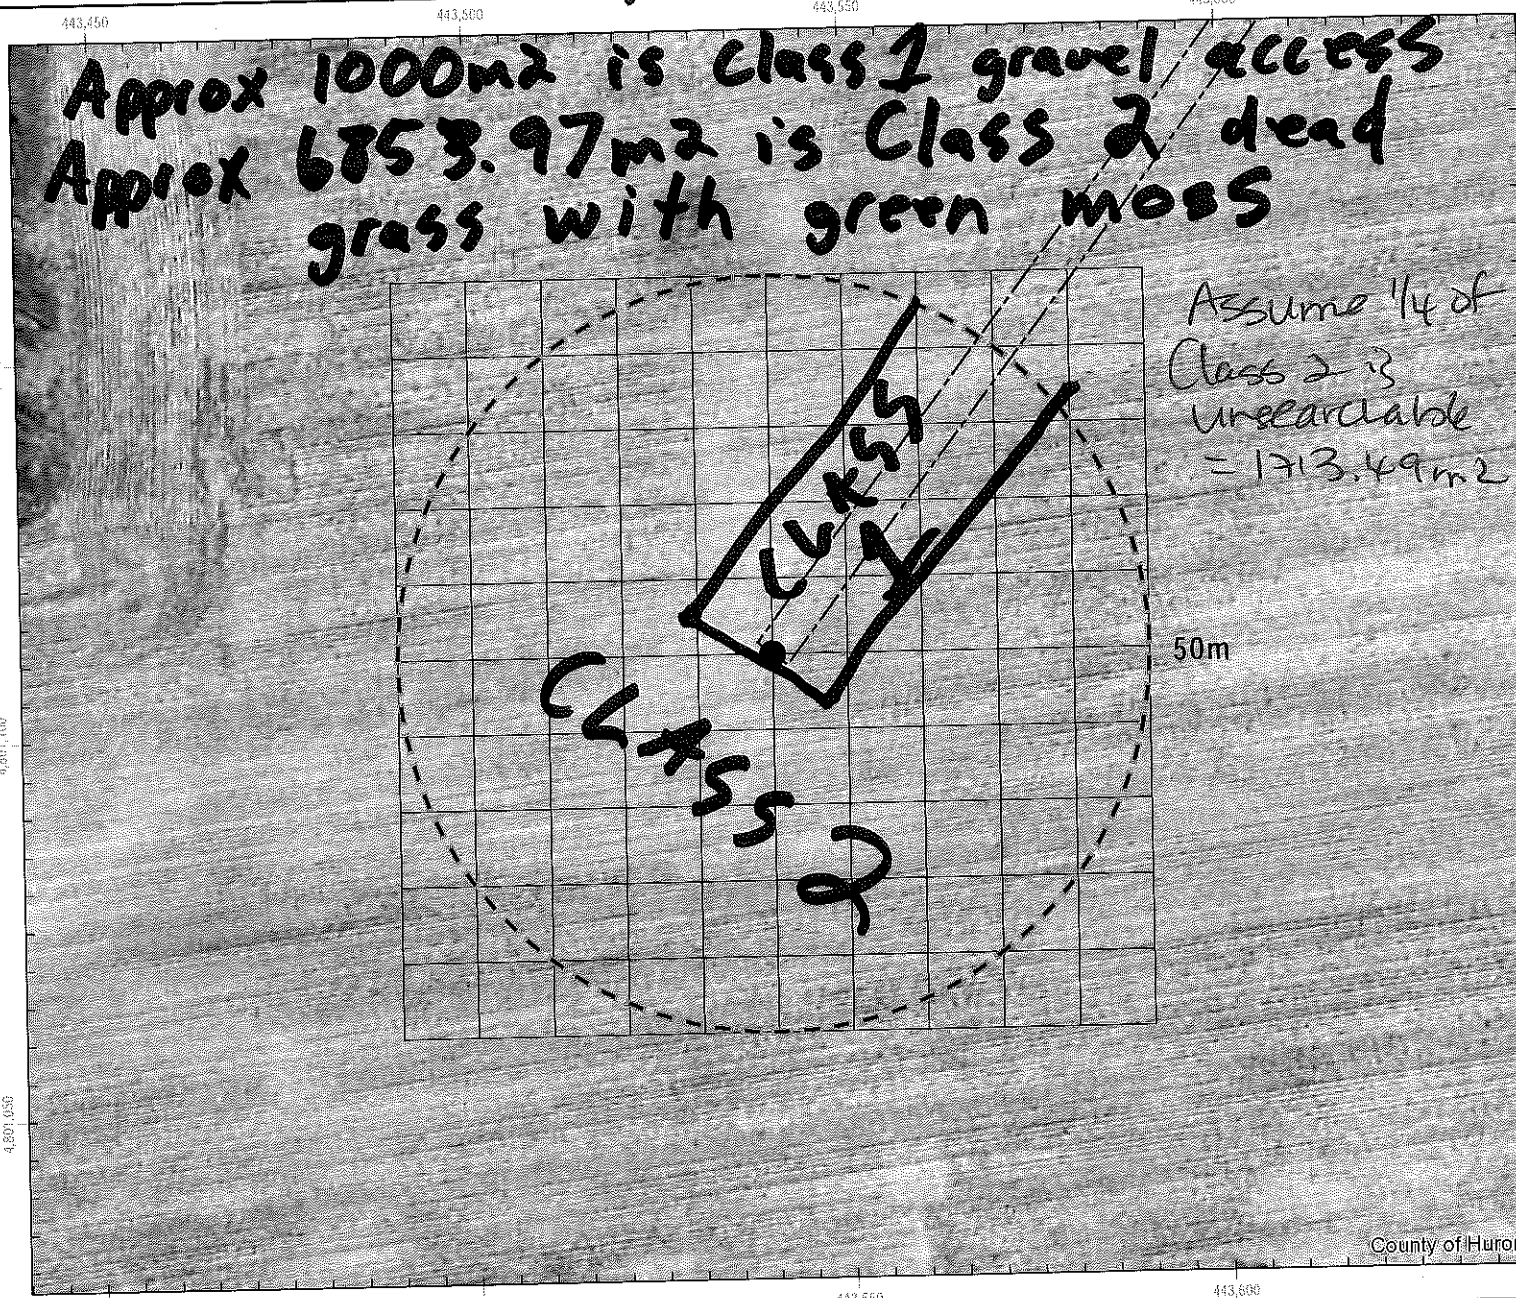 443,450
443,500
443,550
Approx 1000m2 is Class 1 gravel access
Approx 6853.97m2 is Class 2 dead
grass with green moss
Assume 1/4 of
Class 2 is
unsearchable
= 1713.49m2
50m
CLASS 2
4,801,050
County of Huron
443,550
443,600